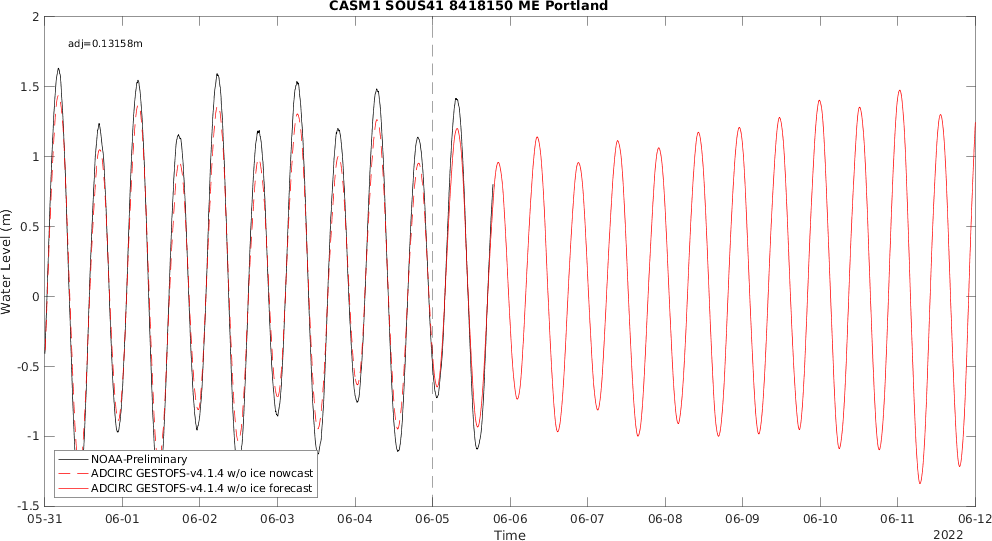 CASM1 SOUS41 8418150 ME Portland
adj=0.13158m
2
1.5
1
0.5
0
-0.5
-1
-1.5
Water Level (m)
NOAA-Preliminary
ADCIRC GESTOFS-v4.1.4 w/o ice nowcast
ADCIRC GESTOFS-v4.1.4 w/o ice forecast
05-31 06-01 06-02 06-03 06-04 06-05 06-06 06-07 06-08 06-09 06-10 06-11 06-12
Time
2022